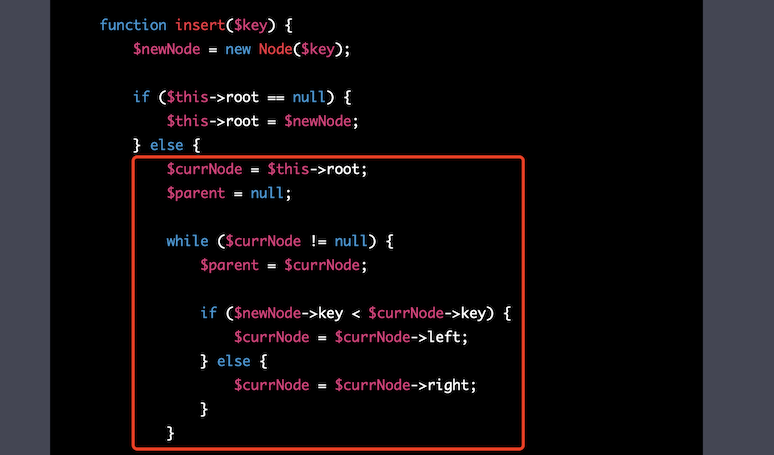 function insert($key) {
$newNode = new Node($key);
if ($this->root == null) {
$this->root = $newNode;
} else {
$currNode = $this->root;
$parent = null;
while ($currNode != null) {
$parent = $currNode;
if ($newNode->key < $currNode->key) {
$currNode = $currNode->left;
} else {
$currNode = $currNode->right;
}
}